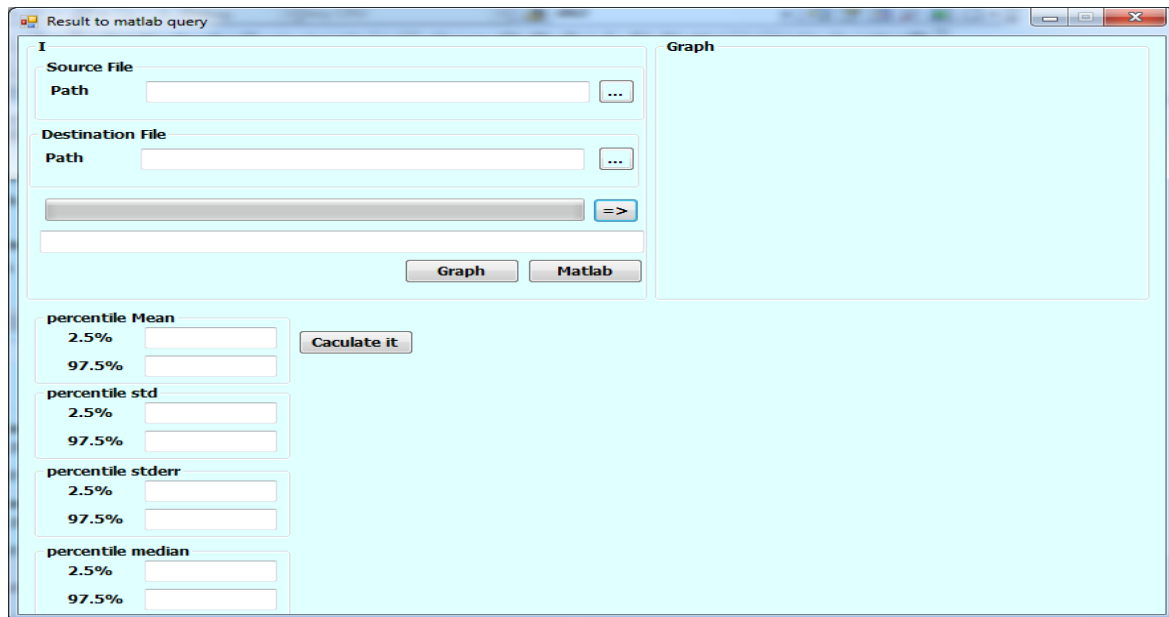 Result to matlab query
I
Source File
Path ...
Destination File
Path ...
=>
Graph Matlab
Graph
percentile Mean
2.5%
97.5%
Caculate it
percentile std
2.5%
97.5%
percentile stderr
2.5%
97.5%
percentile median
2.5%
97.5%